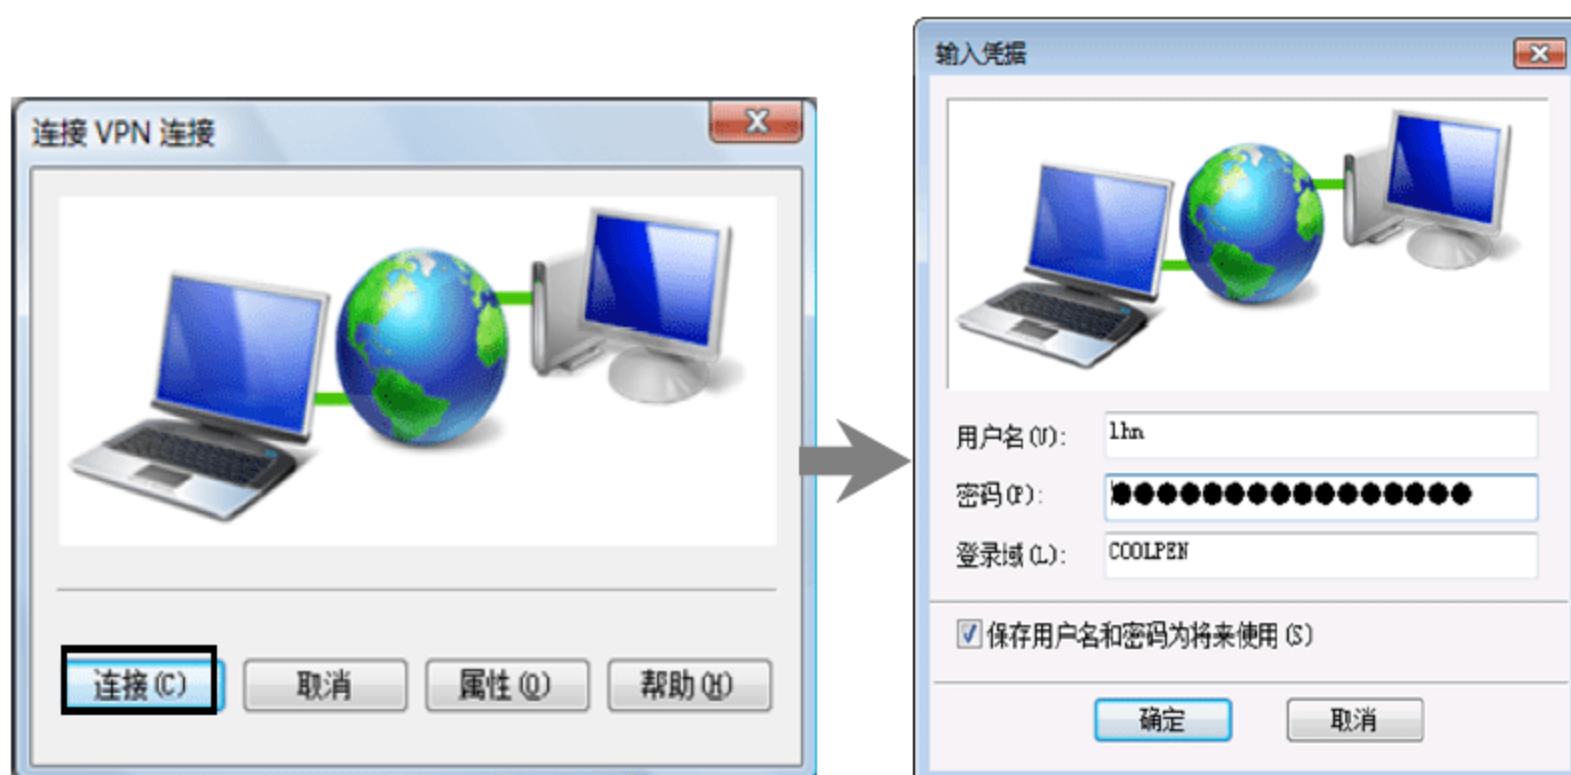 连接 VPN 连接
连接(C)
取消
属性(O)
帮助(H)
输入凭据
用户名(U):
lhn
密码(P):
●●●●●●●●●●●●●●●●
登录域(L):
COOLPEN
保存用户名和密码为将来使用(S)
确定
取消